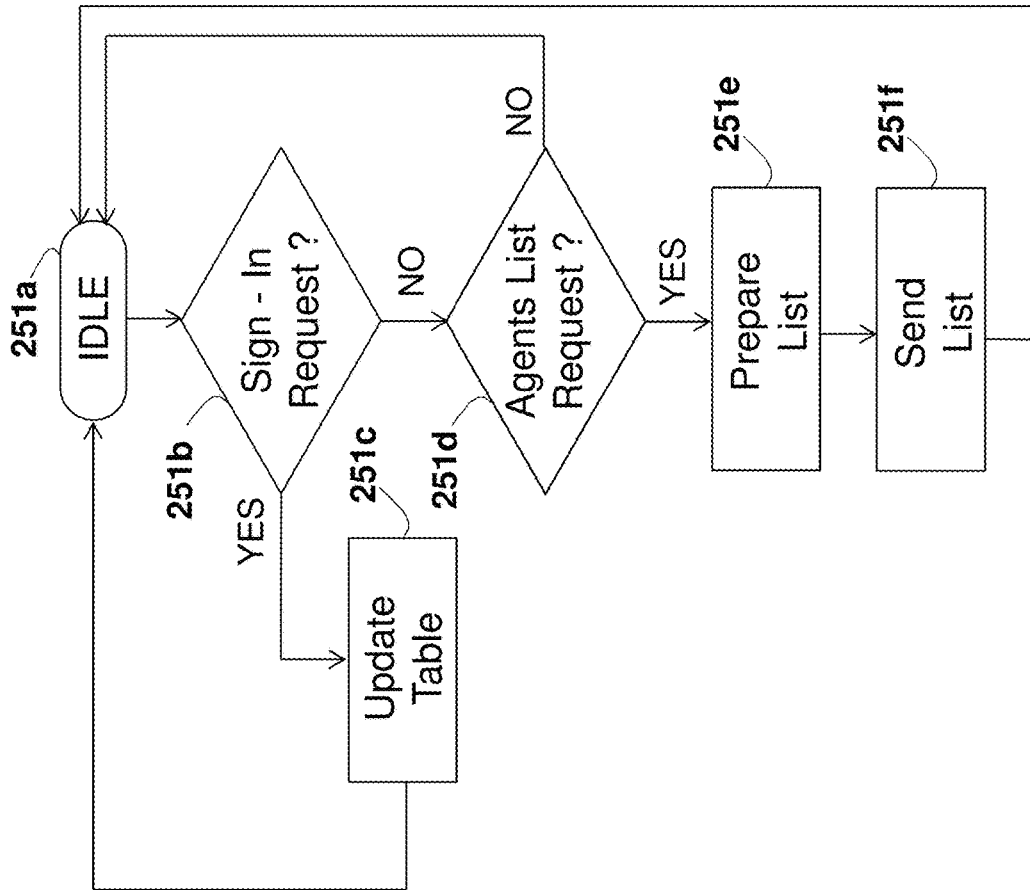 251a
IDLE
251b
Sign - In
Request ?
YES
NO
251c
Update
Table
251d
Agents List
Request ?
NO
YES
251e
Prepare
List
251f
Send
List